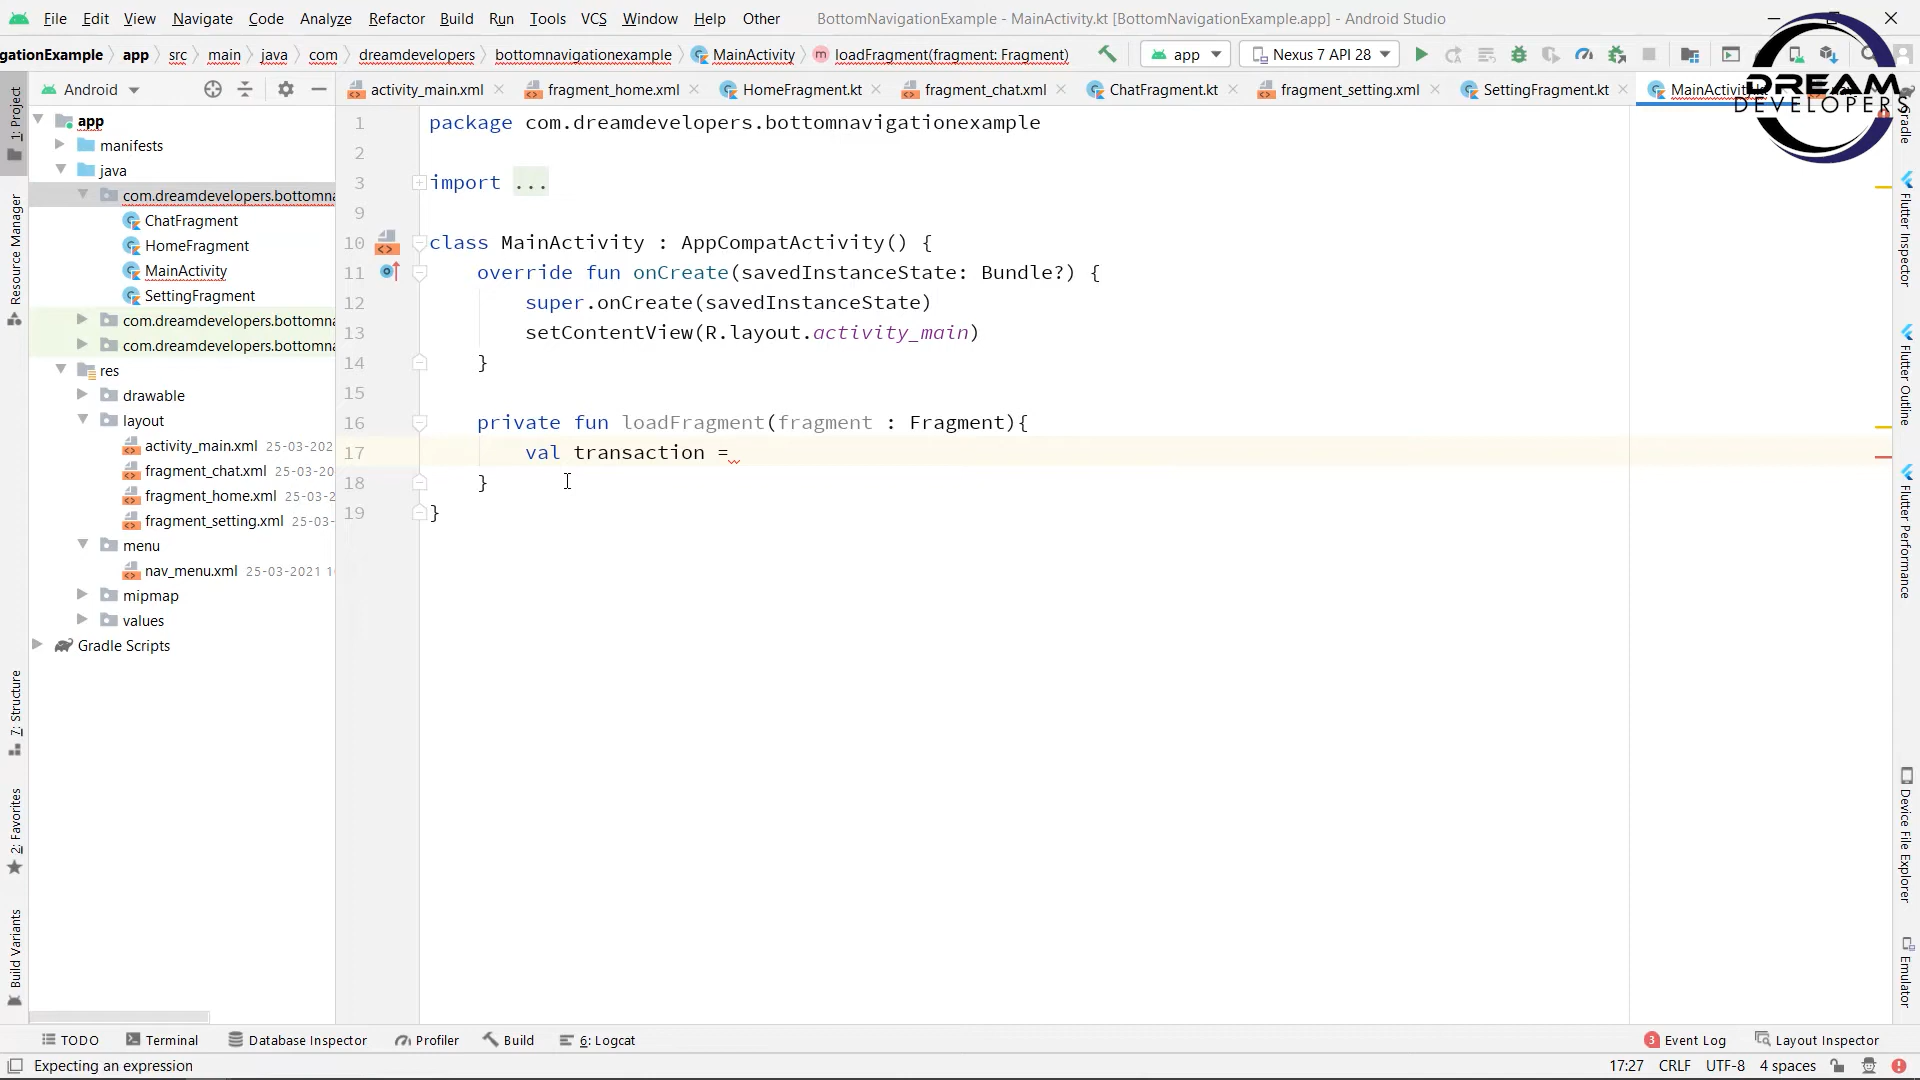 File Edit View Navigate Code Analyze Refactor Build Run Tools VCS Window Help Other BottomNavigationExample - MainActivity.kt [BottomNavigationExample.app] - Android Studio
gationExample app src main java com dreamdevelopers bottomnavigationexample MainActivity loadFragment(fragment: Fragment) app Nexus 7 API 28
DREAM
DEVELOPERS
Android
activity_main.xml fragment_home.xml HomeFragment.kt fragment_chat.xml ChatFragment.kt fragment_setting.xml SettingFragment.kt MainActivity.kt
1: Project
Resource Manager
7: Structure
2: Favorites
Build Variants
app
manifests
java
com.dreamdevelopers.bottomna
ChatFragment
HomeFragment
MainActivity
SettingFragment
com.dreamdevelopers.bottomna
com.dreamdevelopers.bottomna
res
drawable
layout
activity_main.xml 25-03-202
fragment_chat.xml 25-03-202
fragment_home.xml 25-03-2
fragment_setting.xml 25-03-
menu
nav_menu.xml 25-03-2021 1
mipmap
values
Gradle Scripts
1 package com.dreamdevelopers.bottomnavigationexample
2
3 import ...
9
10 class MainActivity : AppCompatActivity() {
11 override fun onCreate(savedInstanceState: Bundle?) {
12 super.onCreate(savedInstanceState)
13 setContentView(R.layout.activity_main)
14 }
15
16 private fun loadFragment(fragment : Fragment){
17 val transaction =
18 }
19 }
Gradle
Flutter Inspector
Flutter Outline
Flutter Performance
Device File Explorer
Emulator
TODO Terminal Database Inspector Profiler Build 6: Logcat 3 Event Log Layout Inspector
Expecting an expression 17:27 CRLF UTF-8 4 spaces